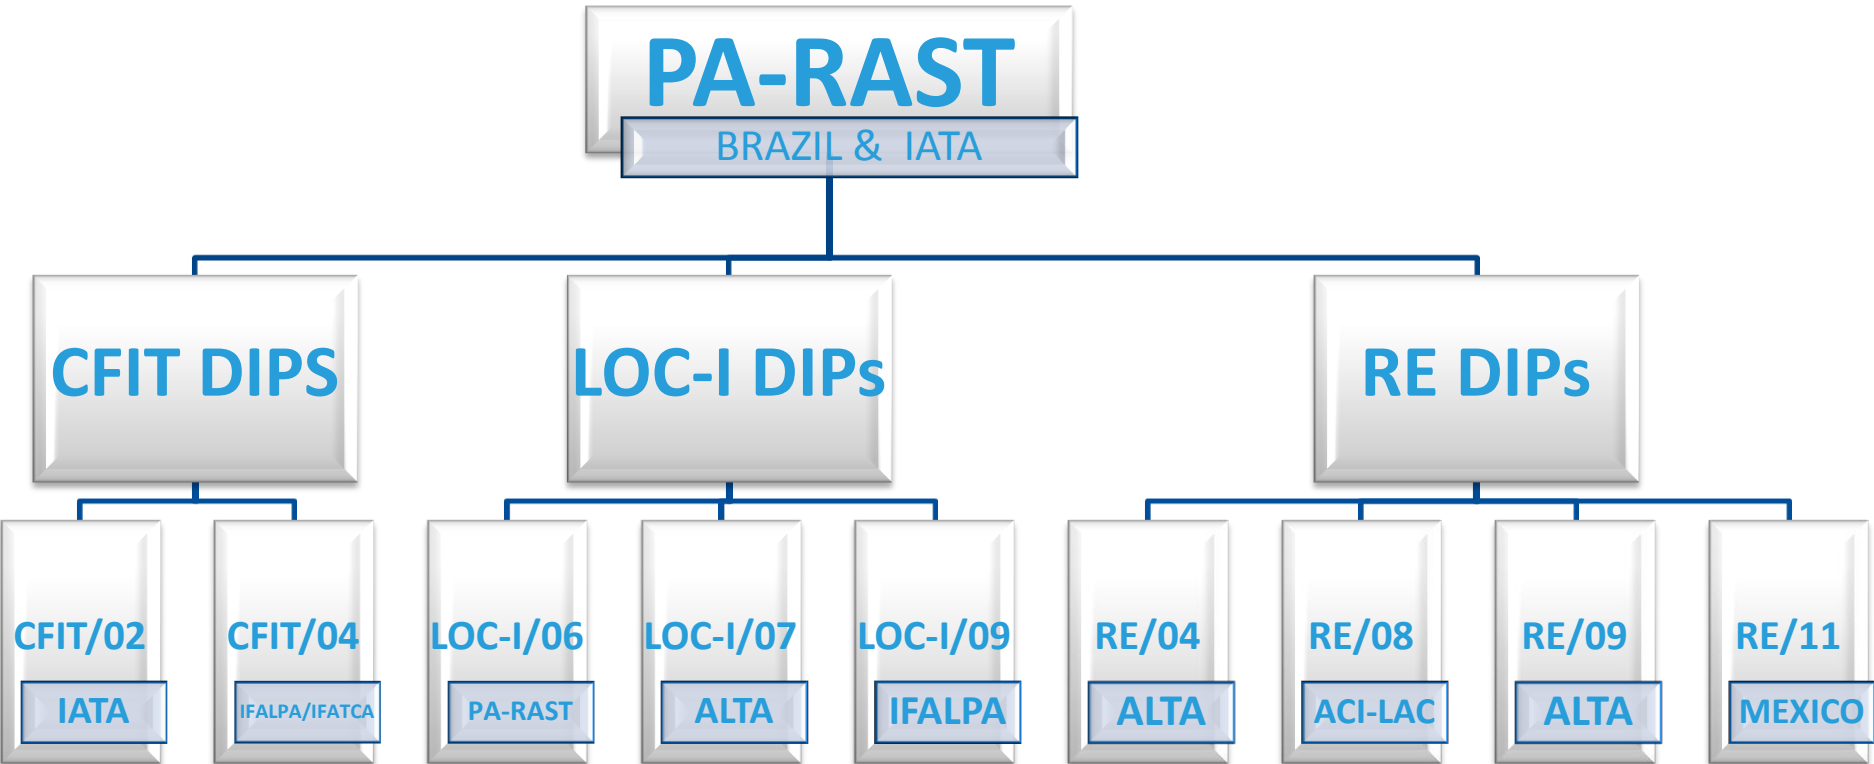 PA-RAST
BRAZIL & IATA
CFIT DIPS
LOC-I DIPs
RE DIPs
CFIT/02
IATA
CFIT/04
IFALPA/IFATCA
LOC-I/06
PA-RAST
LOC-I/07
ALTA
LOC-I/09
IFALPA
RE/04
ALTA
RE/08
ACI-LAC
RE/09
ALTA
RE/11
MEXICO